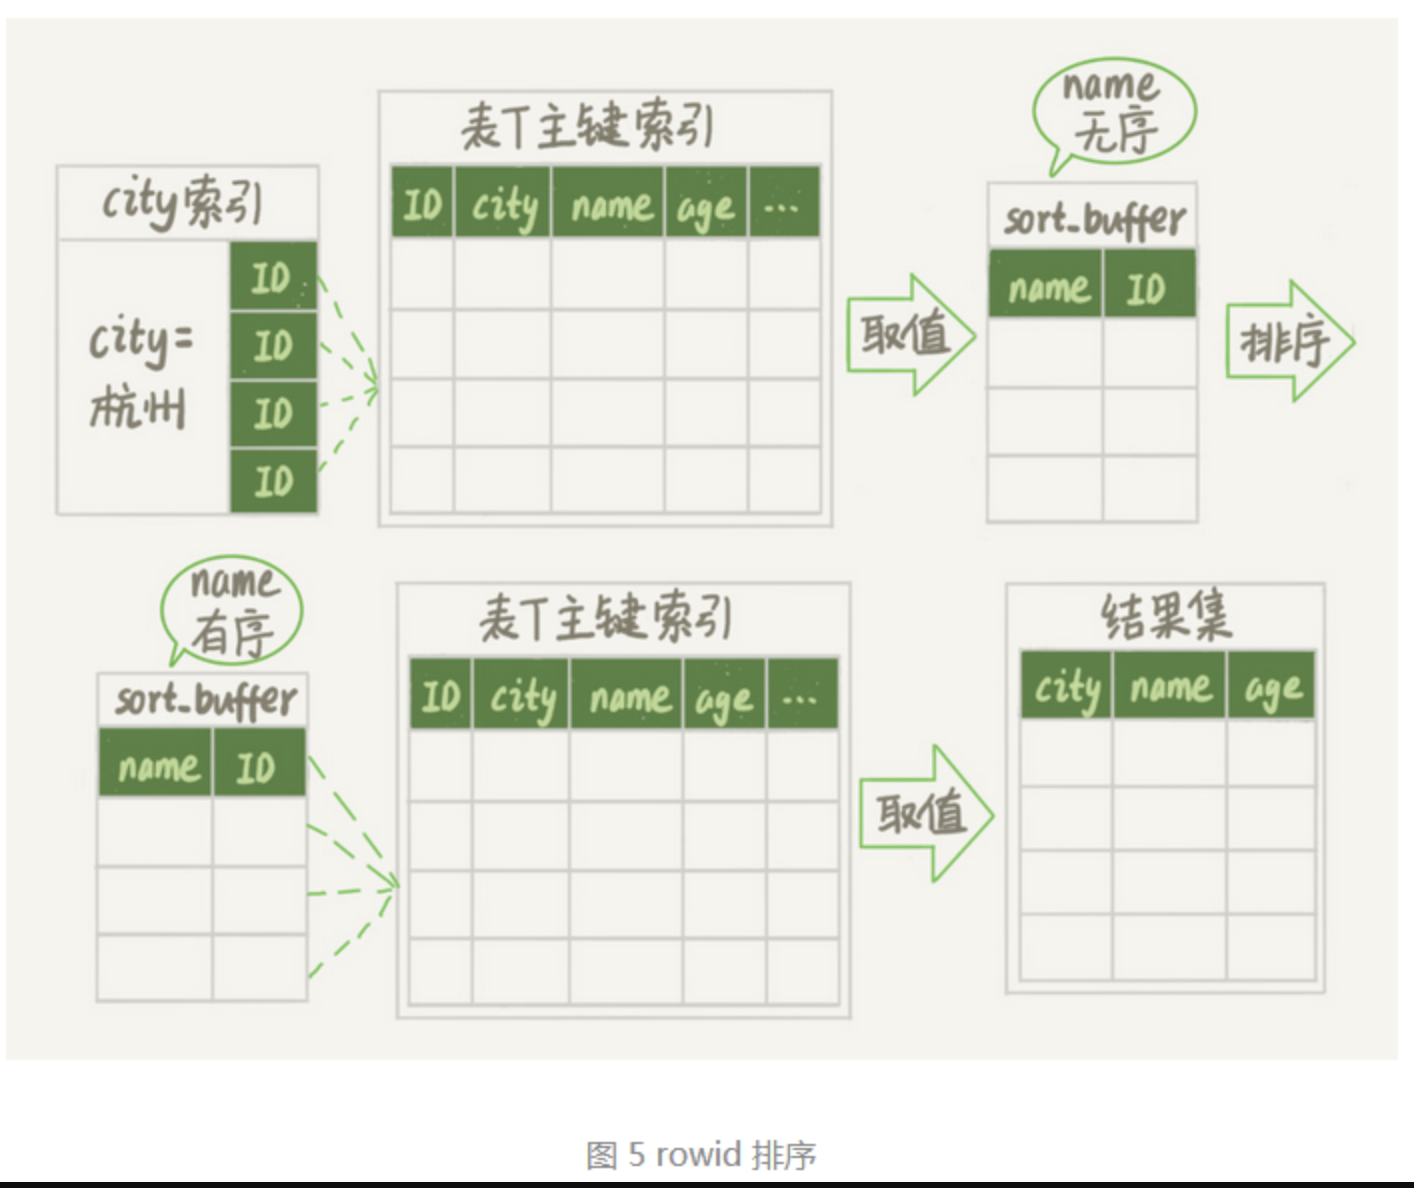 name
无序
表T主键索引
city索引
ID city name age ...
sort_buffer
name ID
ID
ID
ID
ID
city=
杭州
取值
排序
name
有序
sort_buffer
name ID
表T主键索引
ID city name age ...
取值
结果集
city name age
图 5 rowid 排序